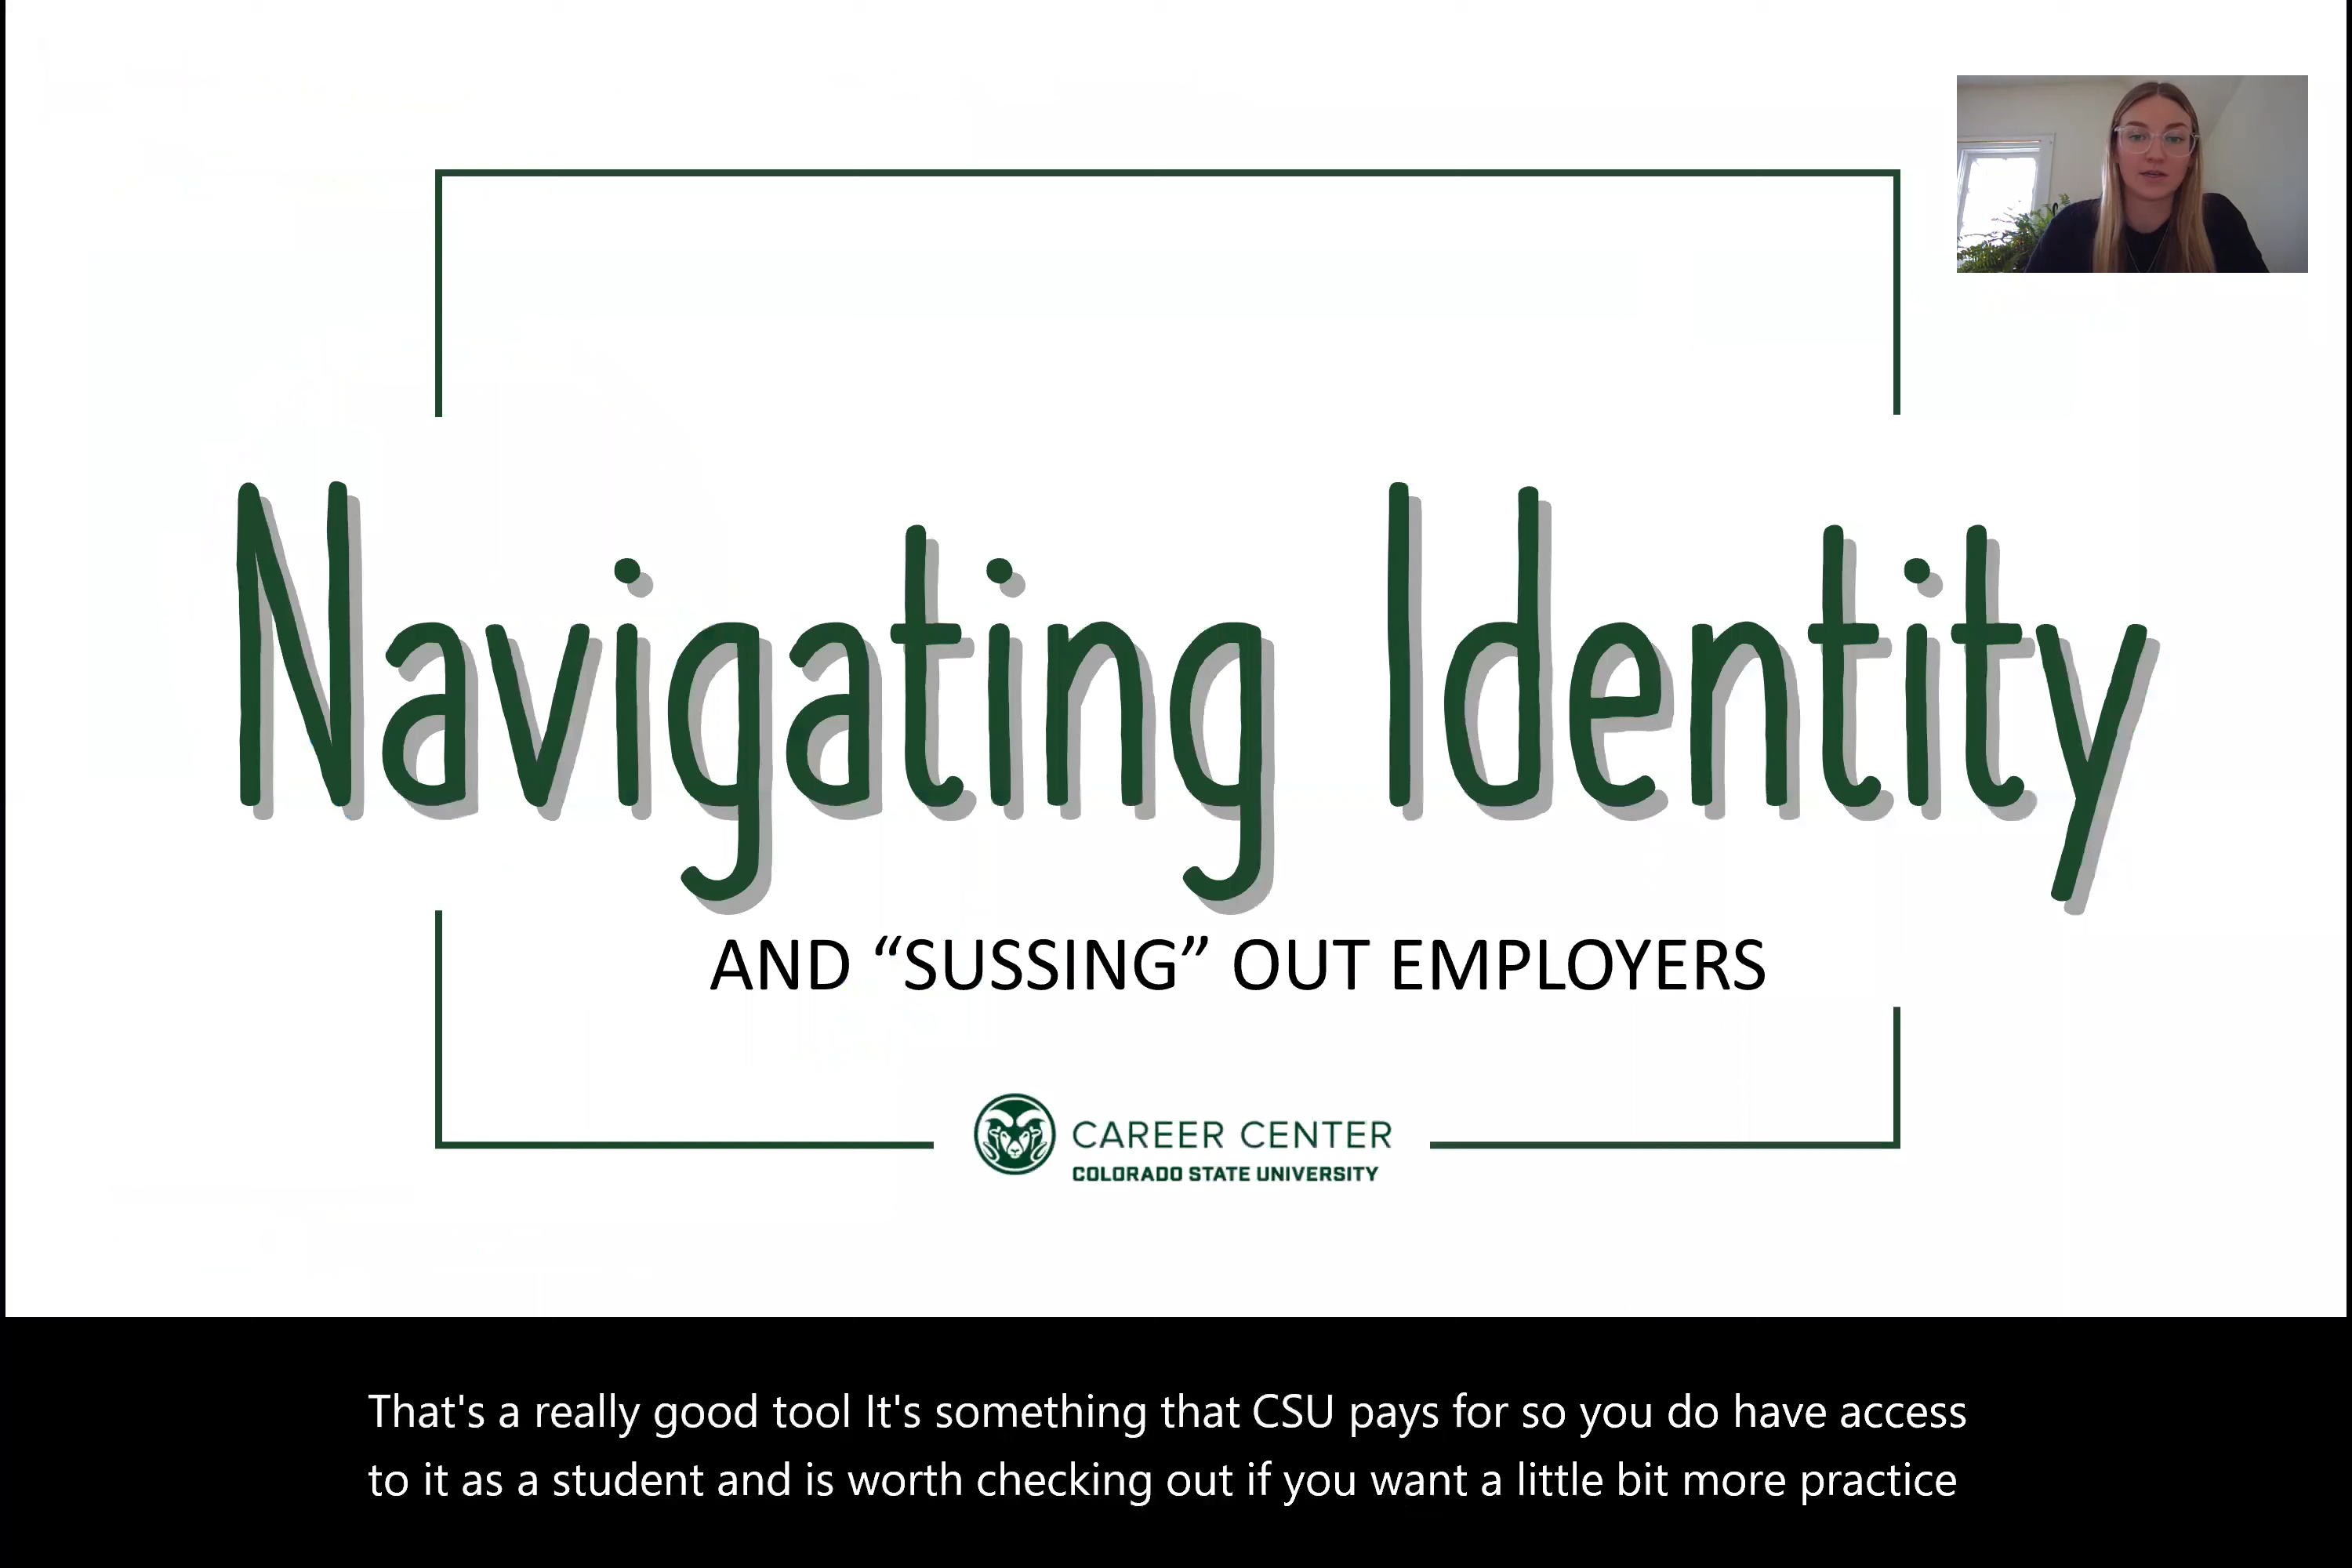 Navigating Identity
AND “SUSSING” OUT EMPLOYERS
CAREER CENTER
COLORADO STATE UNIVERSITY
That's a really good tool It's something that CSU pays for so you do have access
to it as a student and is worth checking out if you want a little bit more practice